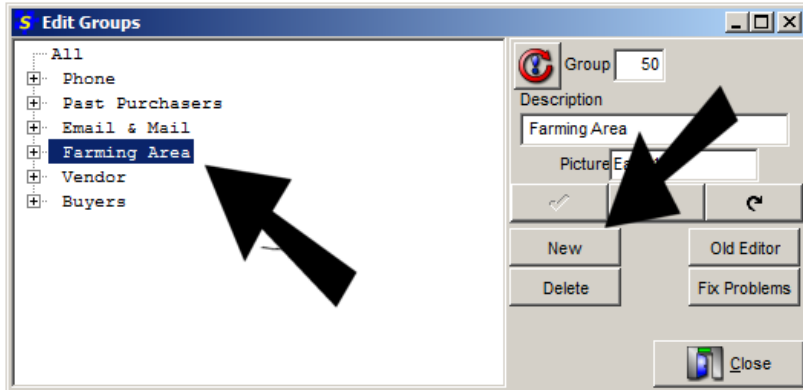 S Edit Groups
All
Phone
Past Purchasers
Email & Mail
Farming Area
Vendor
Buyers
Group 50
Description
Farming Area
Picture
New
Old Editor
Delete
Fix Problems
Close